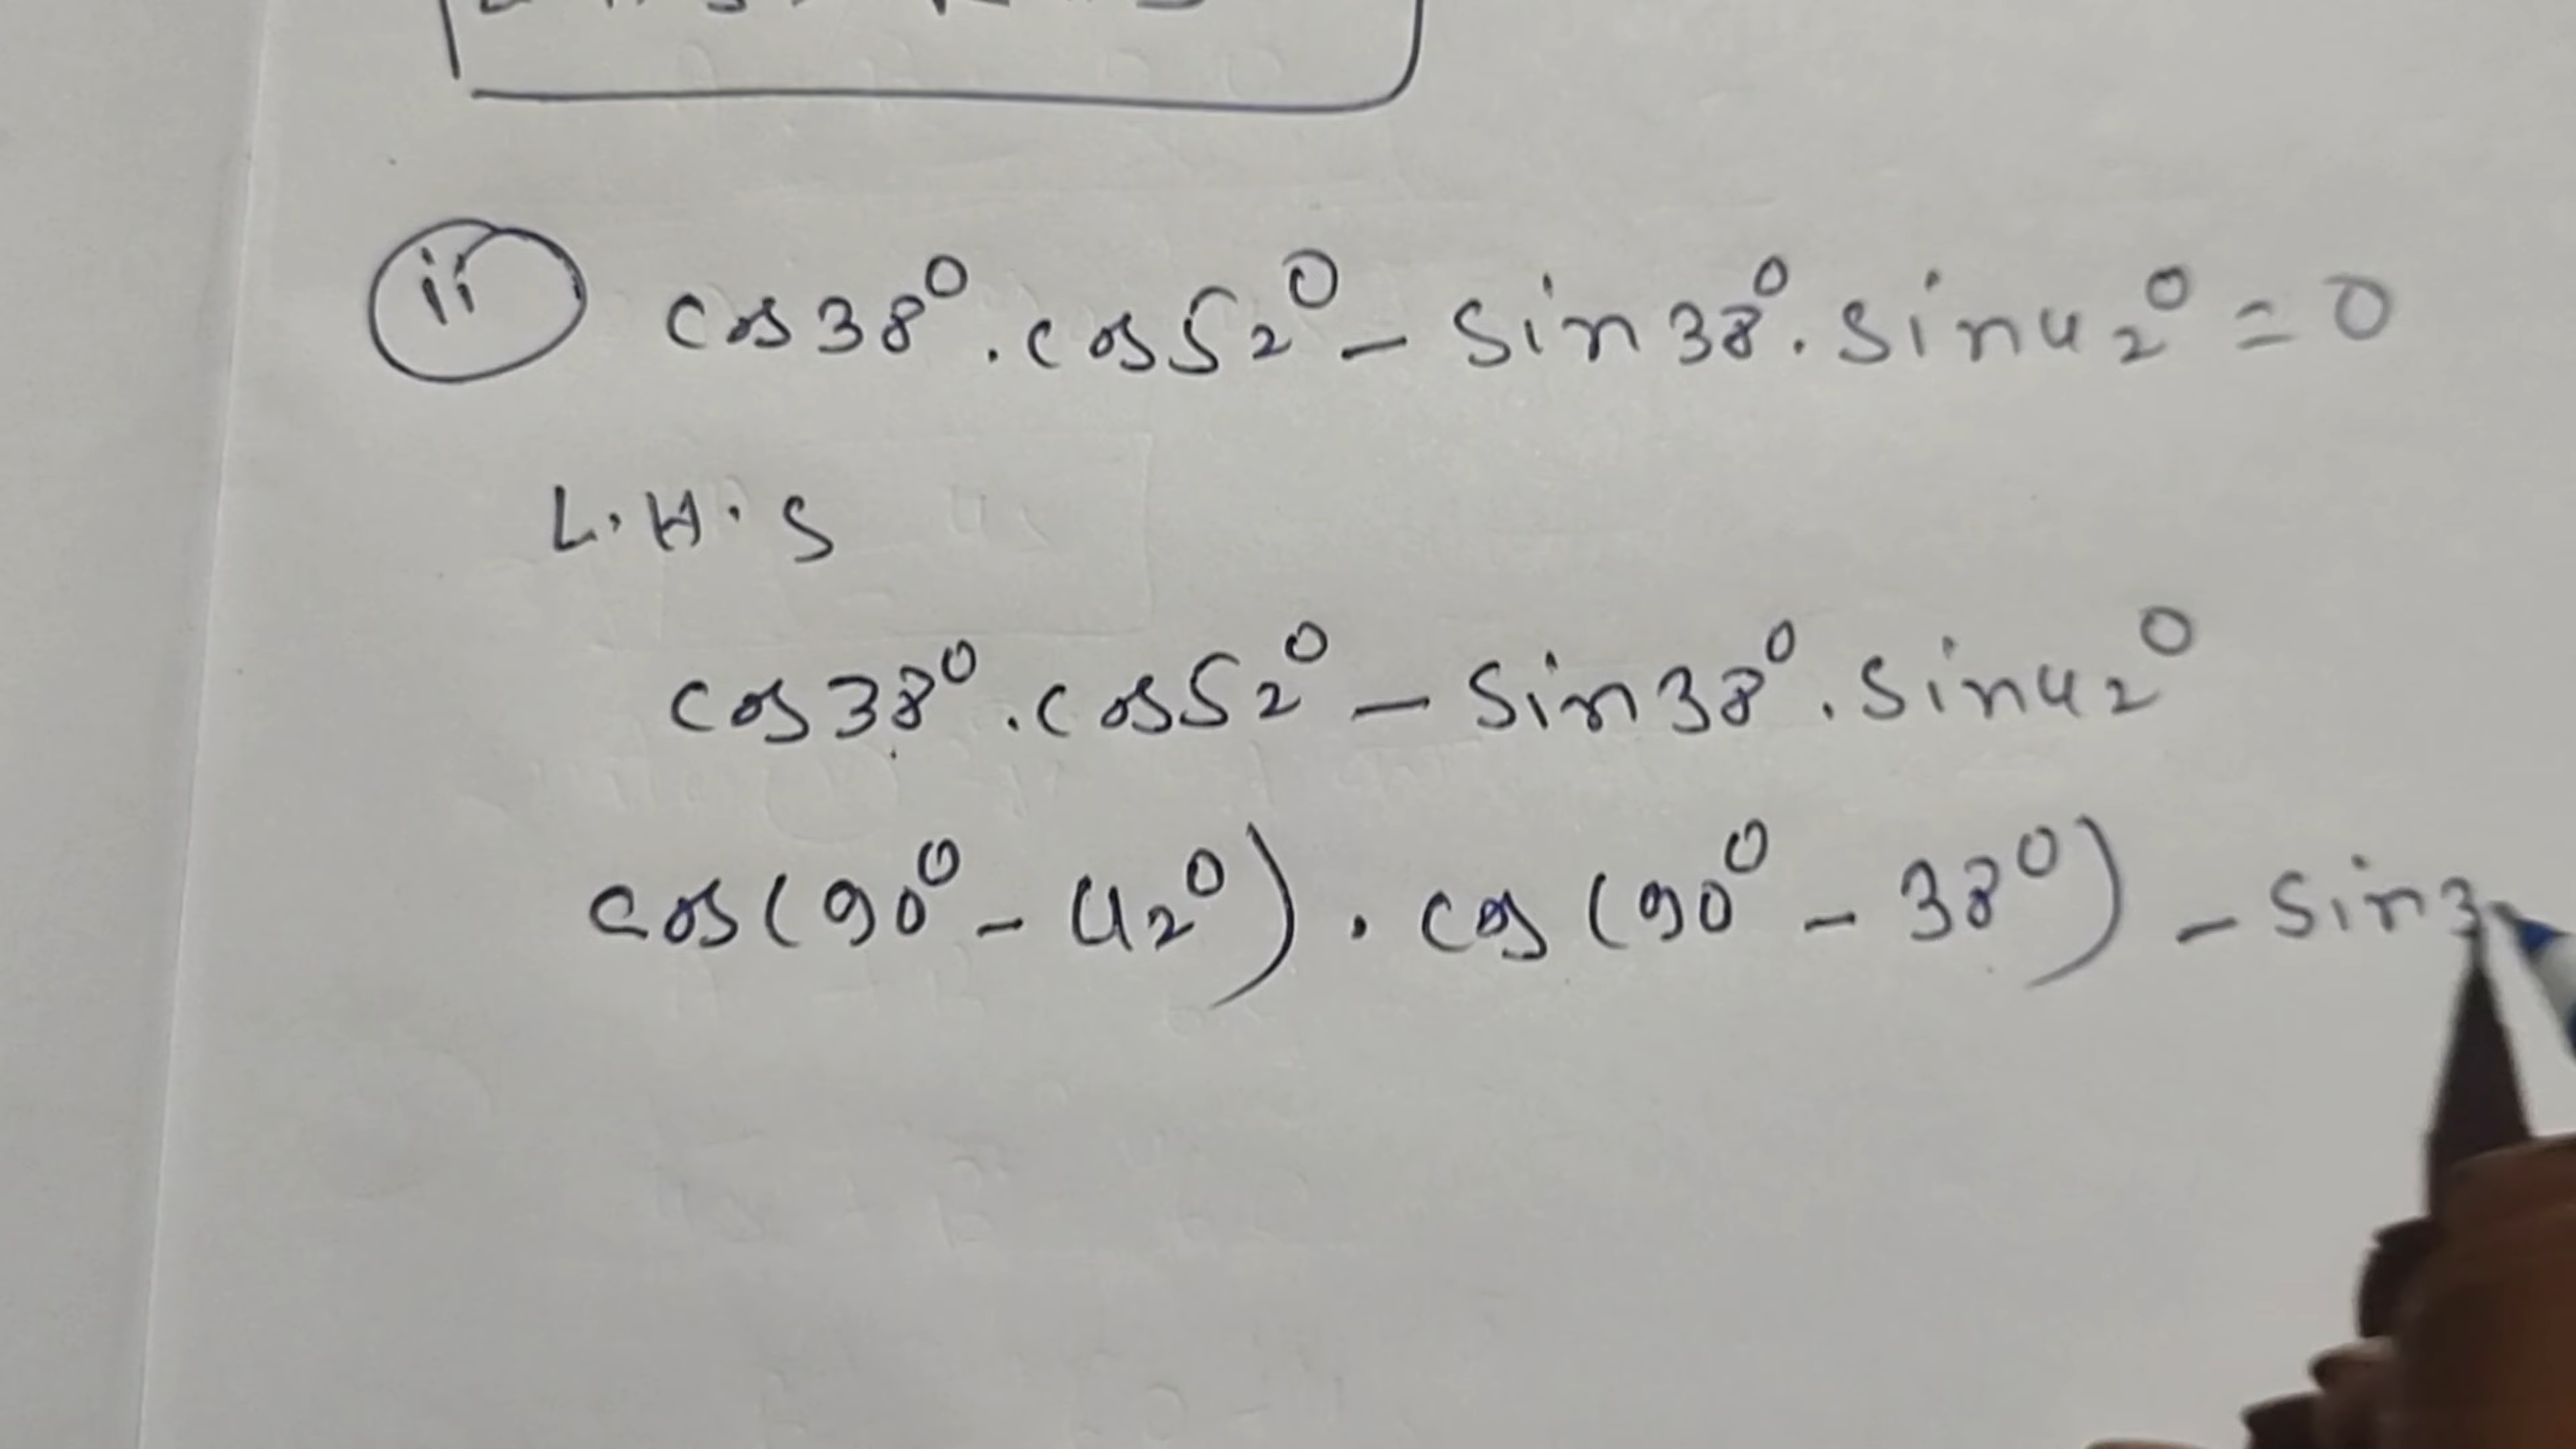 ii cos38° . cos52° - sin38° . sin42° = 0
L.H.S
cos38° . cos52° - sin38° . sin42°
cos(90° - 42°) . cos(90° - 38°) - sin3